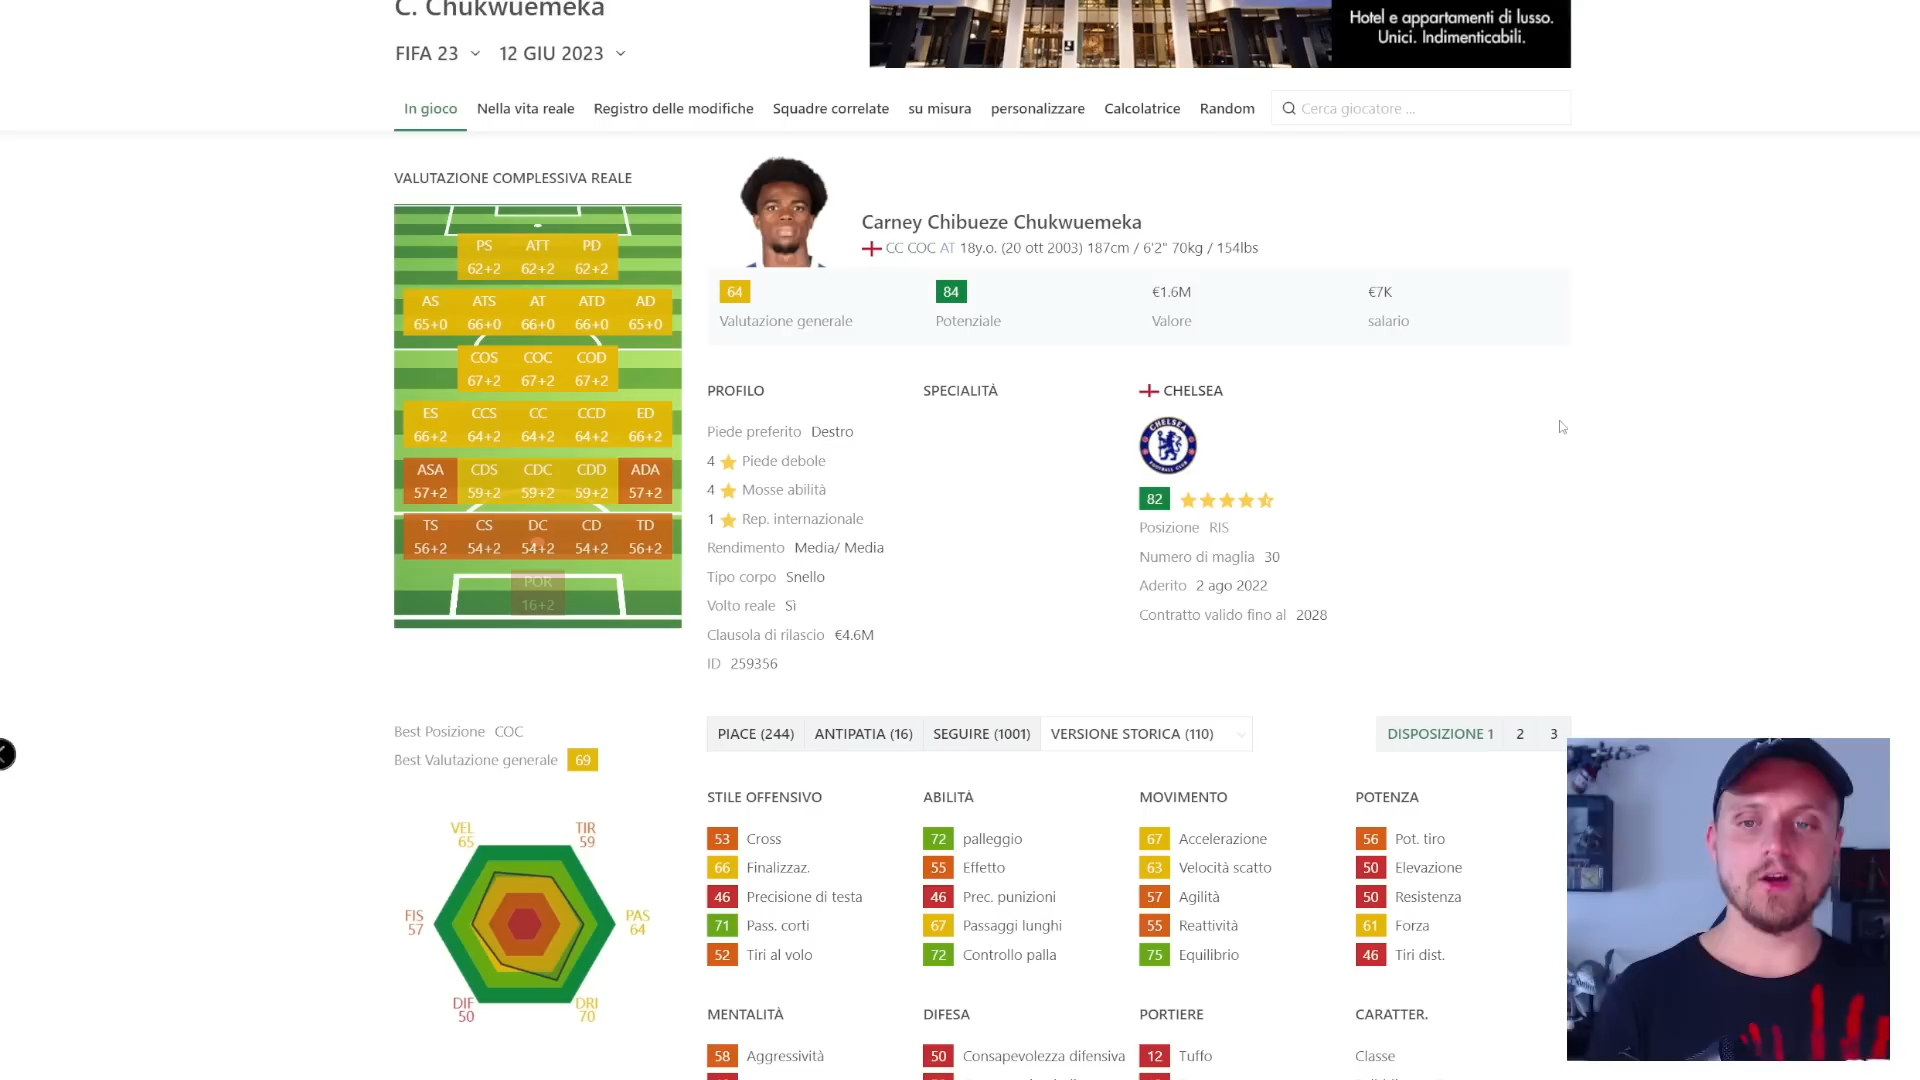 C. Chukwuemeka
FIFA 23 12 GIU 2023
Hotel e appartamenti di lusso.
Unici. Indimenticabili.
In gioco Nella vita reale Registro delle modifiche Squadre correlate su misura personalizzare Calcolatrice Random Cerca giocatore ...
VALUTAZIONE COMPLESSIVA REALE
PS ATT PD
62+2 62+2 62+2
AS ATS AT ATD AD
65+0 66+0 66+0 66+0 65+0
COS COC COD
67+2 67+2 67+2
ES CCS CC CCD ED
66+2 64+2 64+2 64+2 66+2
ASA CDS CDC CDD ADA
57+2 59+2 59+2 59+2 57+2
TS CS DC CD TD
56+2 54+2 54+2 54+2 56+2
POR
16+2
Carney Chibueze Chukwuemeka
CC COC AT 18y.o. (20 ott 2003) 187cm / 6'2" 70kg / 154lbs
64 84 €1.6M €7K
Valutazione generale Potenziale Valore salario
PROFILO
Piede preferito Destro
4 Piede debole
4 Mosse abilità
1 Rep. internazionale
Rendimento Media/ Media
Tipo corpo Snello
Volto reale Sì
Clausola di rilascio €4.6M
ID 259356
SPECIALITÀ
CHELSEA
CHELSEA
FOOTBALL CLUB
82
Posizione RIS
Numero di maglia 30
Aderito 2 ago 2022
Contratto valido fino al 2028
Best Posizione COC
Best Valutazione generale 69
VEL
65
TIR
59
FIS
57
PAS
64
DIF
50
DRI
70
PIACE (244) ANTIPATIA (16) SEGUIRE (1001) VERSIONE STORICA (110) DISPOSIZIONE 1 2 3
STILE OFFENSIVO
53 Cross
66 Finalizzaz.
46 Precisione di testa
71 Pass. corti
52 Tiri al volo
ABILITÀ
72 palleggio
55 Effetto
46 Prec. punizioni
67 Passaggi lunghi
72 Controllo palla
MOVIMENTO
67 Accelerazione
63 Velocità scatto
57 Agilità
55 Reattività
75 Equilibrio
POTENZA
56 Pot. tiro
50 Elevazione
50 Resistenza
61 Forza
46 Tiri dist.
MENTALITÀ
58 Aggressività
DIFESA
50 Consapevolezza difensiva
PORTIERE
12 Tuffo
CARATTER.
Classe